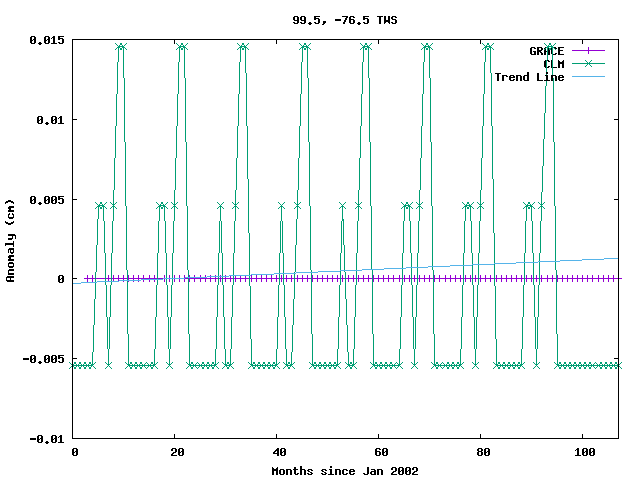 99.5, -76.5 TWS
0.015
GRACE
CLM
Trend Line
0.01
0.005
Anomaly (cm)
0
-0.005
-0.01
0 20 40 60 80 100
Months since Jan 2002